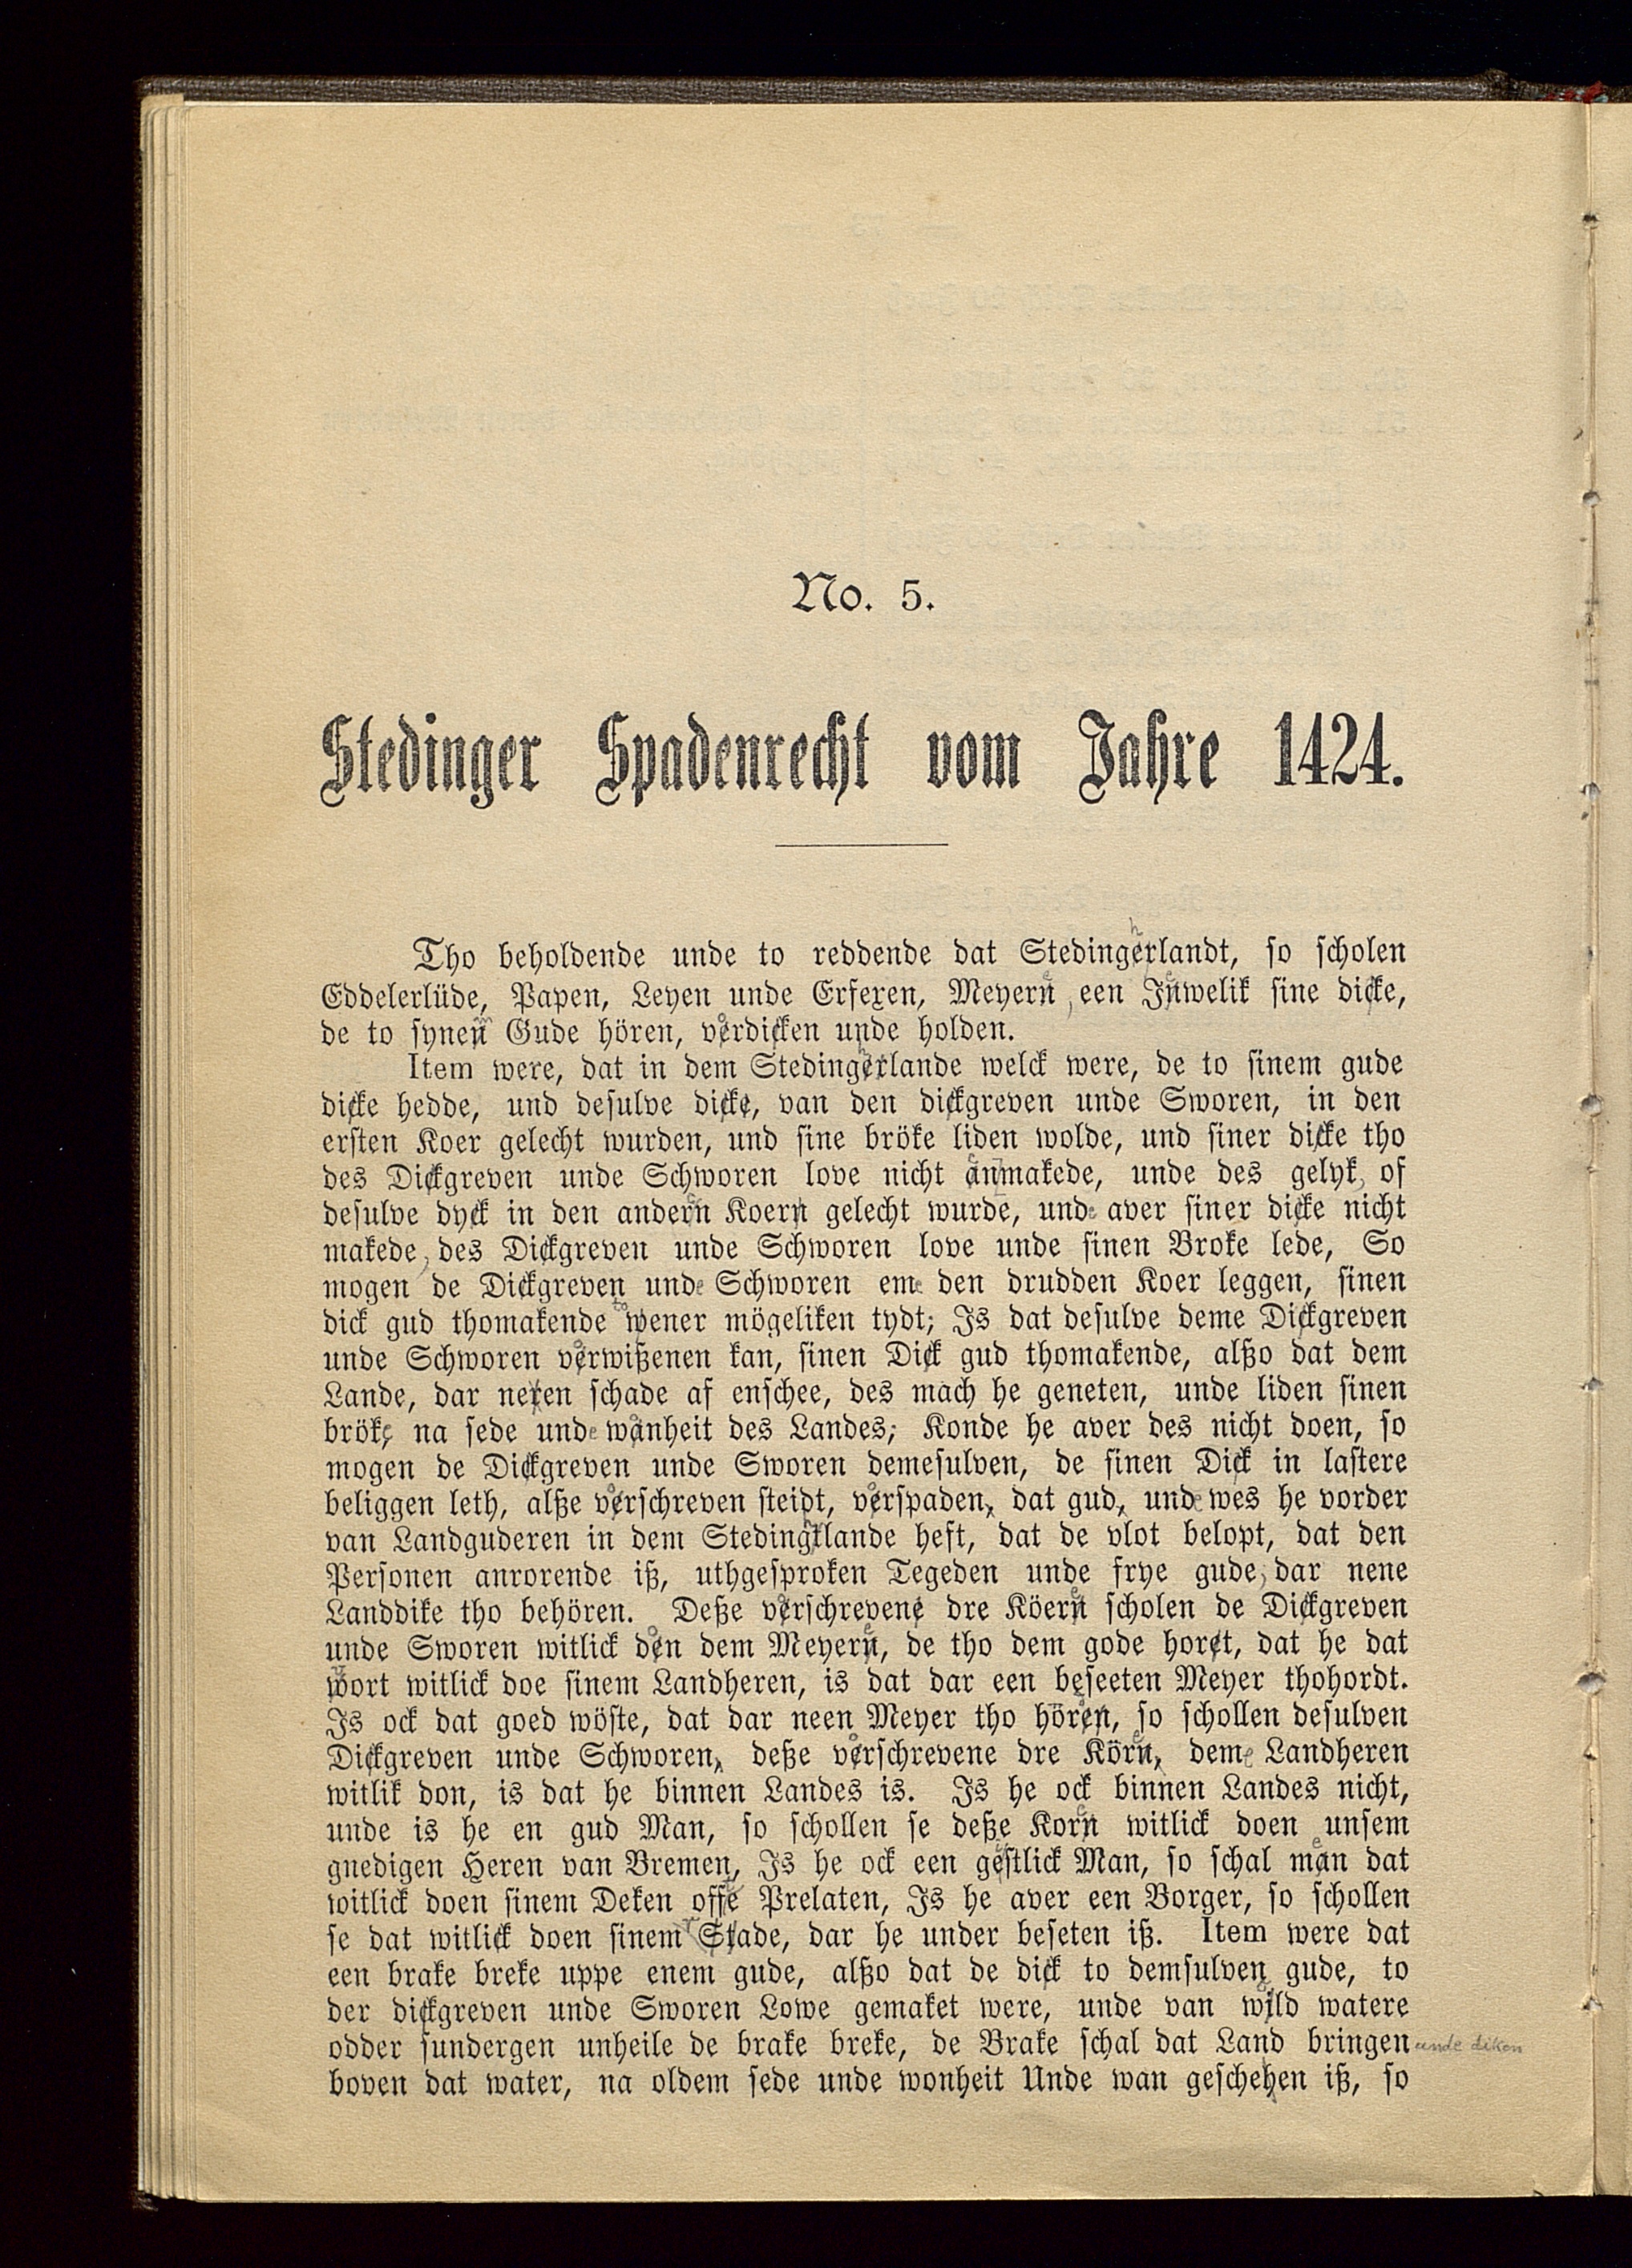 No. 5.
Stedinger Spadenrecht vom Jahre 1424.
Tho beholdende unde to reddende dat Stedingerlandt, so scholen
Eddelerlüde, Papen, Leyen unde Erfexen, Meyern een Inwelik sine dicke,
de to synen Gude hören, verdicken unde holden.
Item were, dat in dem Stedingerlande welck were, de to sinem gude
dicke hedde, und desulve dicke, van den dickgreven unde Sworen, in den
ersten Koer gelecht wurden, und sine bröke liden wolde, und siner dicke tho
des Dickgreven unde Schworen love nicht anmakede, unde des gelyk of
desulve dyck in den andern Koern gelecht wurde, und aver siner dicke nicht
makede des Dickgreven unde Schworen love unde sinen Broke lede, So
mogen de Dickgreven und Schworen em den drudden Koer leggen, sinen
dick gud thomakende wener mögeliken tydt; Is dat desulve deme Dickgreven
unde Schworen verwißenen kan, sinen Dick gud thomakende, alßo dat dem
Lande, dar nexen schade af enschee, des mach he geneten, unde liden sinen
bröke na sede und wanheit des Landes; Konde he aver des nicht doen, so
mogen de Dickgreven unde Sworen demesulven, de sinen Dick in lastere
beliggen leth, alße verschreven steidt, verspaden, dat gud, und wes he vorder
van Landguderen in dem Stedingtlande heft, dat de vlot belopt, dat den
Personen anrorende iß, uthgesproken Tegeden unde frye gude, dar nene
Landdike tho behören. Deße verschrevene dre Köern scholen de Dickgreven
unde Sworen witlick den dem Meyern, de tho dem gode horet, dat he dat
wort witlick doe sinem Landheren, is dat dar een beseeten Meyer thohordt.
Is ock dat goed wöste, dat dar neen Meyer tho hören, so schollen desulven
Dickgreven unde Schworen, deße verschrevene dre Körn, dem Landheren
witlik don, is dat he binnen Landes is. Is he ock binnen Landes nicht,
unde is he en gud Man, so schollen se deße Korn witlick doen unsem
gnedigen Heren van Bremen, Is he ock een gestlick Man, so schal man dat
witlick doen sinem Deken offe Prelaten, Is he aver een Borger, so schollen
se dat witlick doen sinem Stade, dar he under beseten iß. Item were dat
een brake breke uppe enem gude, alßo dat de dick to demsulven gude, to
der dickgreven unde Sworen Lowe gemaket were, unde van wild watere
odder sundergen unheile de brake breke, de Brake schal dat Land bringen unde diken
boven dat water, na oldem sede unde wonheit Unde wan geschehen iß, so